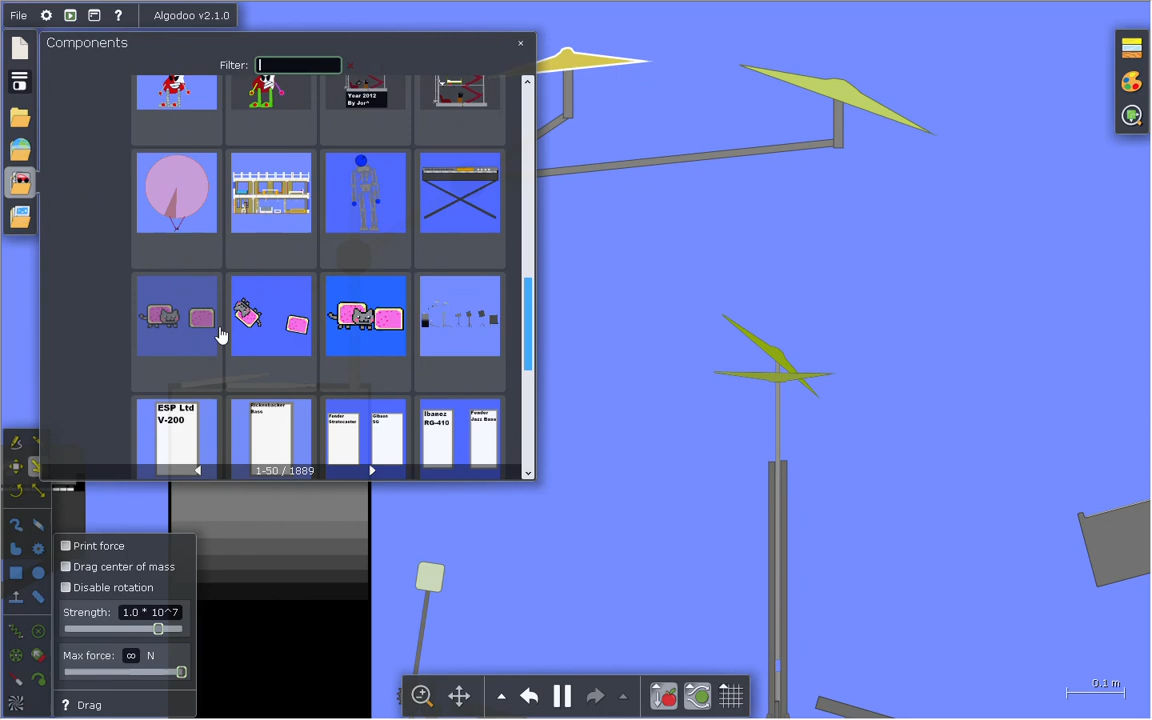 File ? Algodoo v2.1.0
Components
Filter:
Year 2012
By Jor^
ESP Ltd
V-200
Rickenbacker
Bass
Fender
Stratocaster
Gibson
SG
Ibanez
RG-410
Fender
Jazz Bass
1-50 / 1889
Print force
Drag center of mass
Disable rotation
Strength: 1.0 * 10^7
Max force: ∞ N
? Drag
0.1 m